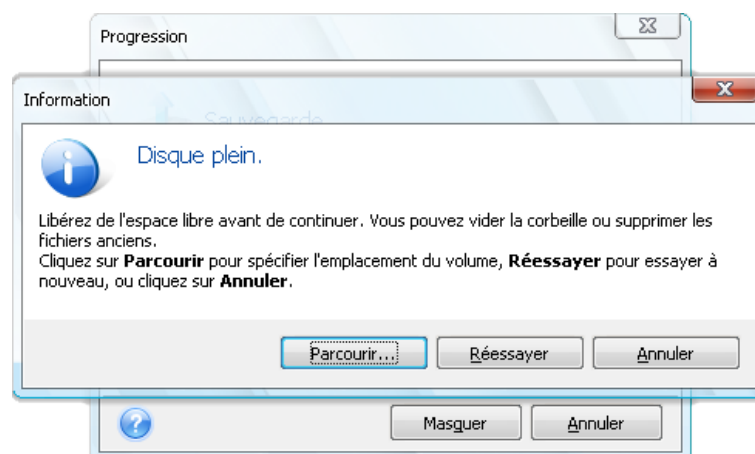 Progression
Information
Sauvegarde
Disque plein.
Libérez de l'espace libre avant de continuer. Vous pouvez vider la corbeille ou supprimer les
fichiers anciens.
Cliquez sur Parcourir pour spécifier l'emplacement du volume, Réessayer pour essayer à
nouveau, ou cliquez sur Annuler.
Parcourir... Réessayer Annuler
Masquer Annuler